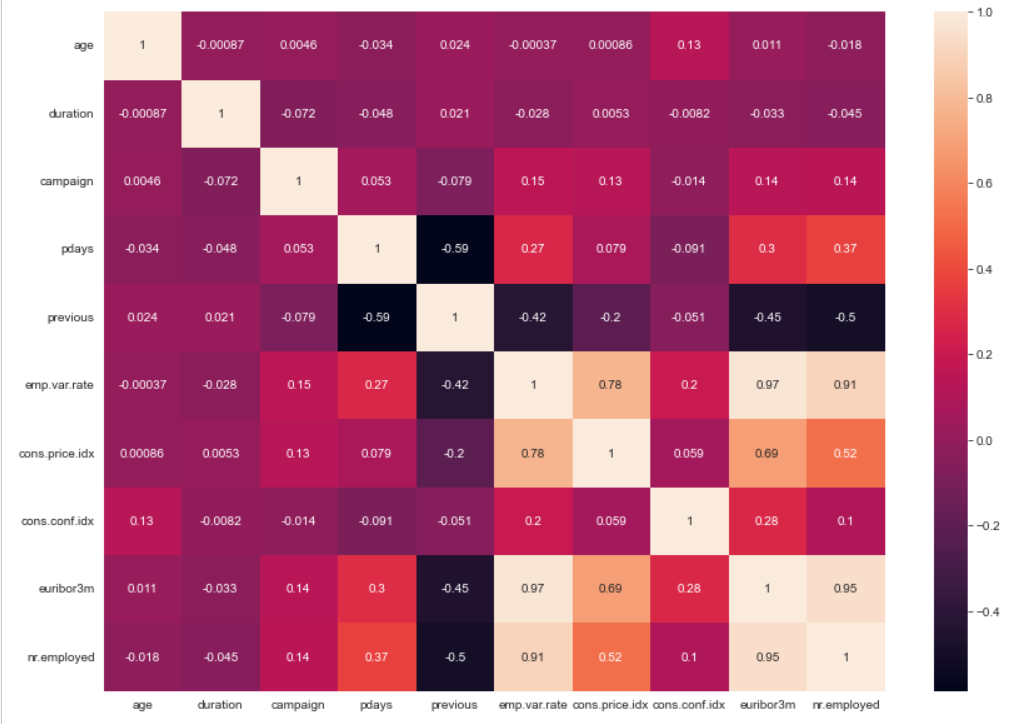 age 1 -0.00087 0.0046 -0.034 0.024 -0.00037 0.00086 0.13 0.011 -0.018
duration -0.00087 1 -0.072 -0.048 0.021 -0.028 0.0053 -0.0082 -0.033 -0.045
campaign 0.0046 -0.072 1 0.053 -0.079 0.15 0.13 -0.014 0.14 0.14
pdays -0.034 -0.048 0.053 1 -0.59 0.27 0.079 -0.091 0.3 0.37
previous 0.024 0.021 -0.079 -0.59 1 -0.42 -0.2 -0.051 -0.45 -0.5
emp.var.rate -0.00037 -0.028 0.15 0.27 -0.42 1 0.78 0.2 0.97 0.91
cons.price.idx 0.00086 0.0053 0.13 0.079 -0.2 0.78 1 0.059 0.69 0.52
cons.conf.idx 0.13 -0.0082 -0.014 -0.091 -0.051 0.2 0.059 1 0.28 0.1
euribor3m 0.011 -0.033 0.14 0.3 -0.45 0.97 0.69 0.28 1 0.95
nr.employed -0.018 -0.045 0.14 0.37 -0.5 0.91 0.52 0.1 0.95 1
age duration campaign pdays previous emp.var.rate cons.price.idx cons.conf.idx euribor3m nr.employed
1.0
0.8
0.6
0.4
0.2
0.0
−0.2
−0.4